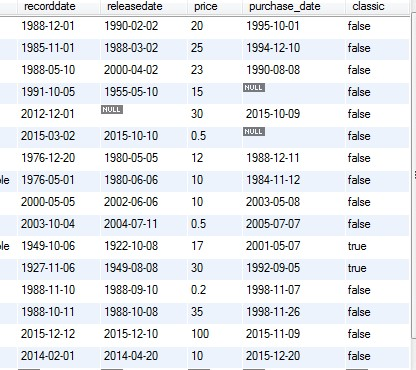 recorddate releasedate price purchase_date classic
1988-12-01 1990-02-02 20 1995-10-01 false
1985-11-01 1988-03-02 25 1994-12-10 false
1988-05-10 2000-04-02 23 1990-08-08 false
1991-10-05 1955-05-10 15 NULL false
2012-12-01 NULL 30 2015-10-09 false
2015-03-02 2015-10-10 0.5 NULL false
1976-12-20 1980-05-05 12 1988-12-11 false
ole 1976-05-01 1980-06-06 10 1984-11-12 false
2000-05-05 2002-06-06 10 2003-05-08 false
2003-10-04 2004-07-11 0.5 2005-07-07 false
ole 1949-10-06 1922-10-08 17 2001-05-07 true
1927-11-06 1949-08-08 30 1992-09-05 true
1988-11-10 1988-09-10 0.2 1998-11-07 false
1988-10-11 1988-10-08 35 1998-11-26 false
2015-12-12 2015-12-10 100 2015-11-09 false
2014-02-01 2014-04-20 10 2015-12-20 false